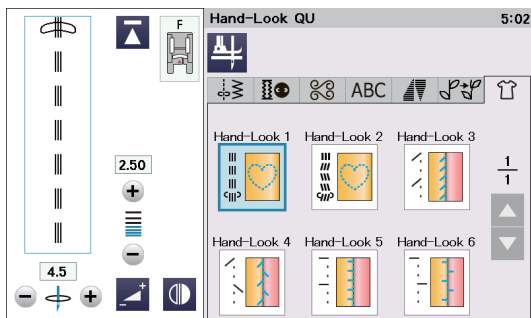 F
2.50
4.5
Hand-Look QU
5:02
ABC
Hand-Look 1
Hand-Look 2
Hand-Look 3
1
1
Hand-Look 4
Hand-Look 5
Hand-Look 6